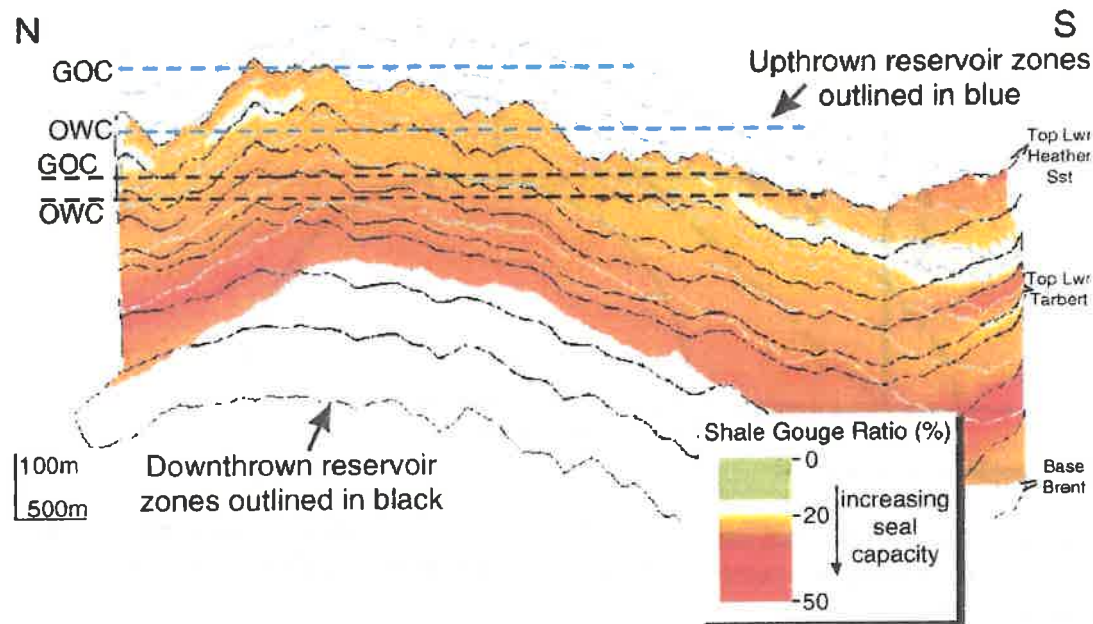 N
S
GOC
Upthrown reservoir zones
outlined in blue
OWC
GOC
OWC
Top Lwr
Heather
Sst
Top Lwr
Tarbert
Shale Gouge Ratio (%)
0
20
50
increasing
seal
capacity
100m
500m
Downthrown reservoir
zones outlined in black
Base
Brent